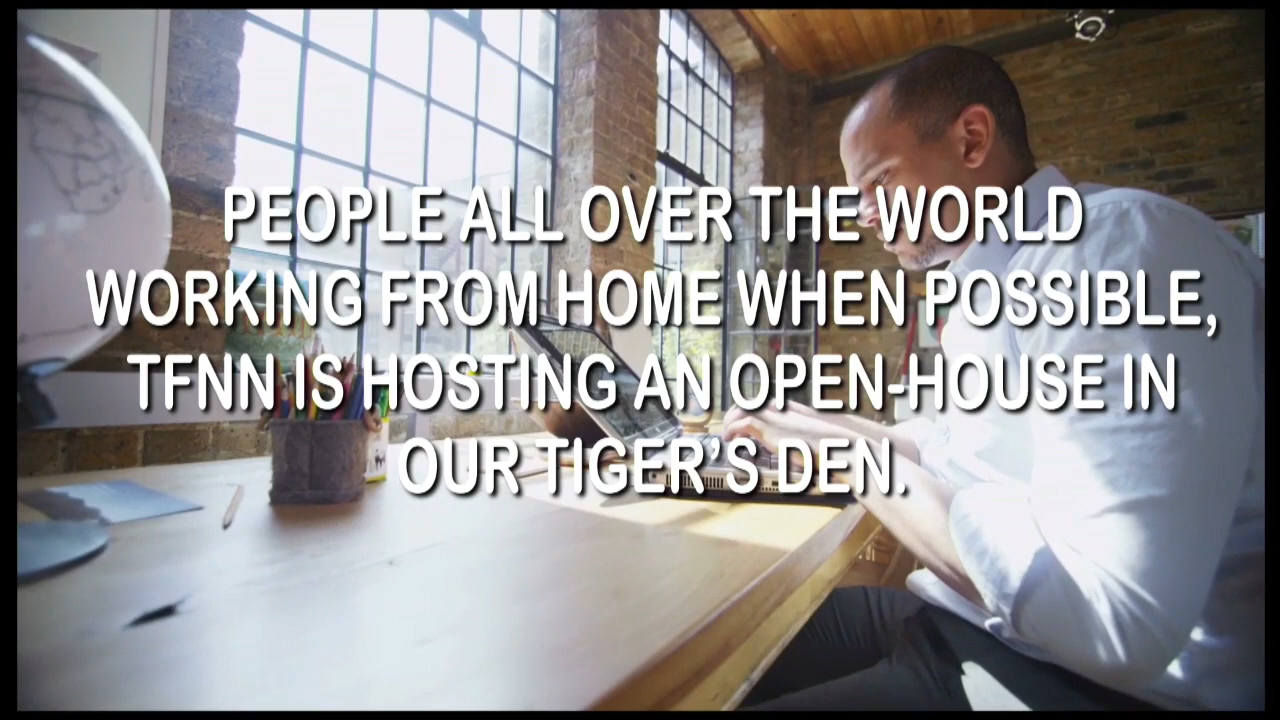 PEOPLE ALL OVER THE WORLD
WORKING FROM HOME WHEN POSSIBLE,
TFNN IS HOSTING AN OPEN-HOUSE IN
OUR TIGER’S DEN.